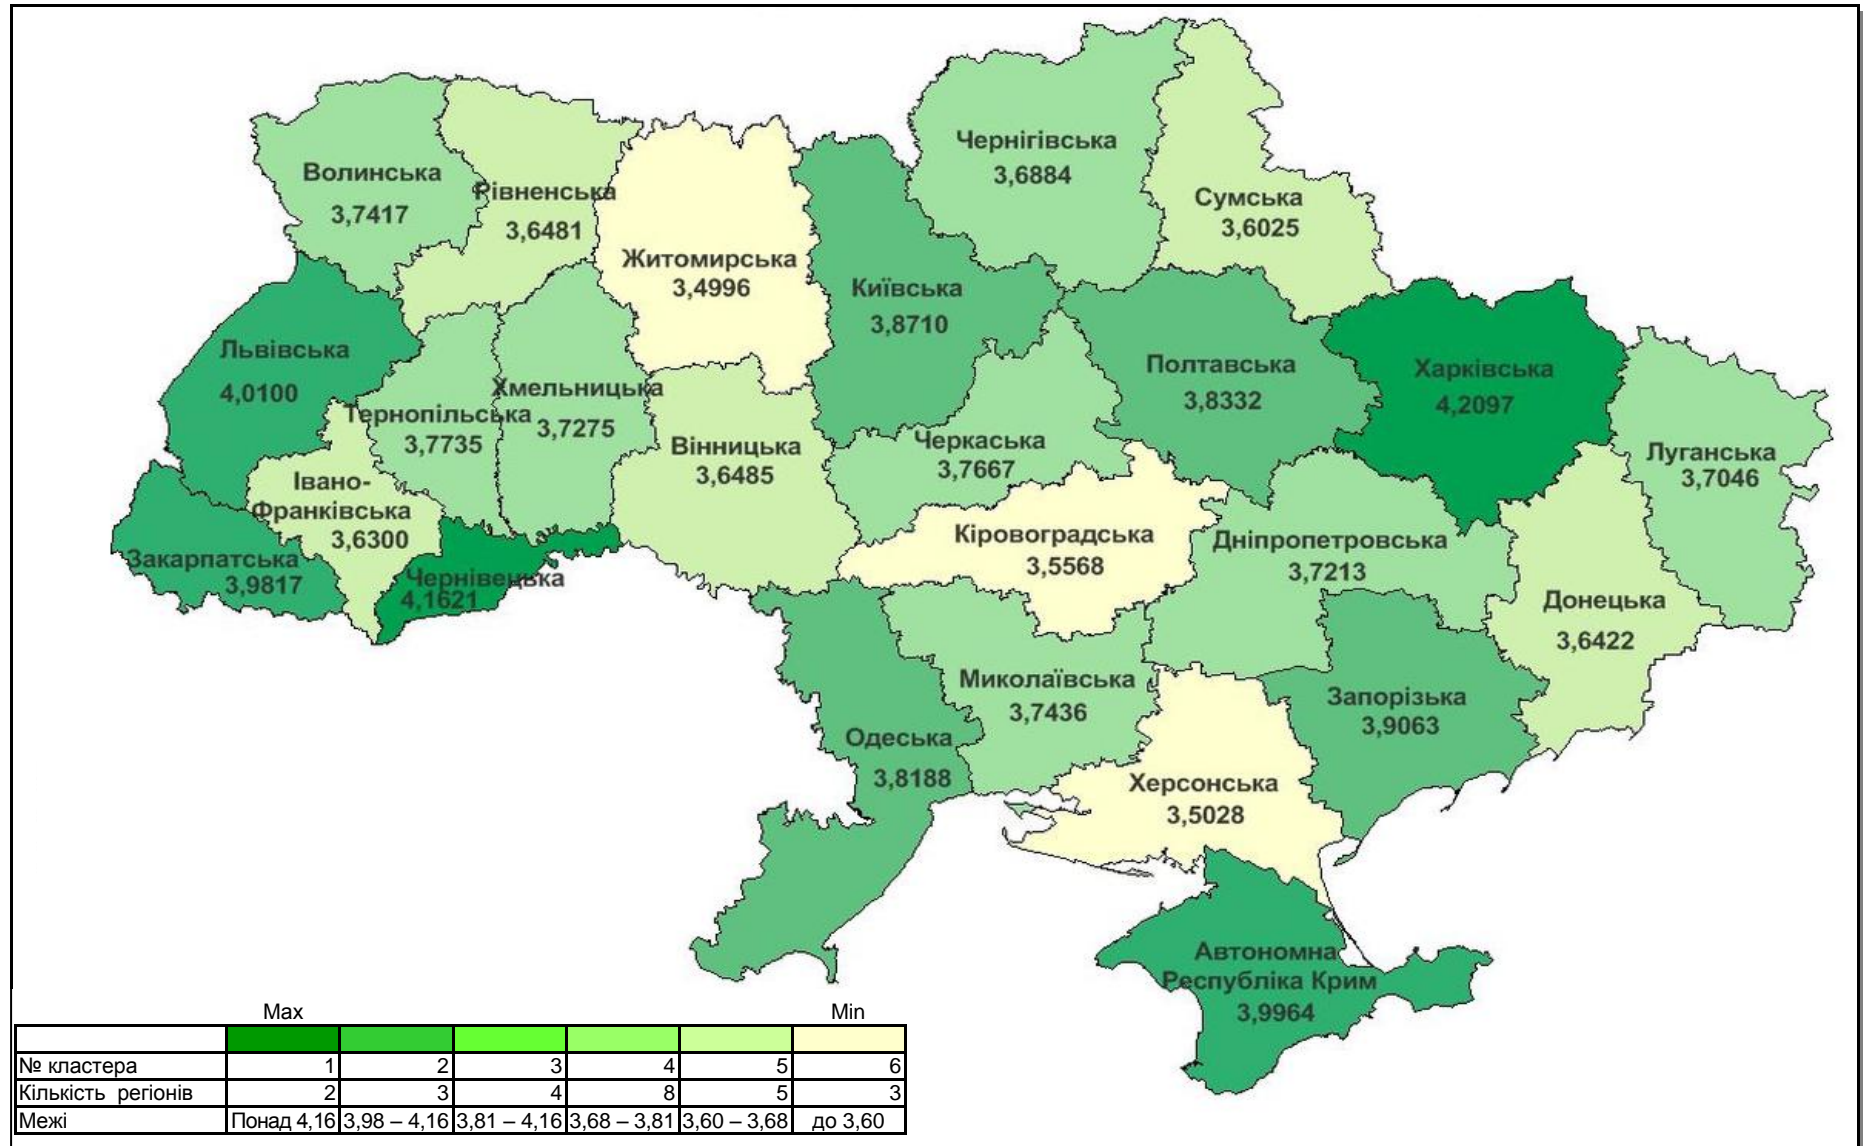 Чернігівська
3,6884
Волинська
3,7417
Рівненська
3,6481
Сумська
3,6025
Житомирська
3,4996
Київська
3,8710
Львівська
4,0100
Полтавська
3,8332
Харківська
4,2097
Тернопільська
3,7735
Хмельницька
3,7275
Вінницька
3,6485
Черкаська
3,7667
Луганська
3,7046
Івано-
Франківська
3,6300
Кіровоградська
3,5568
Дніпропетровська
3,7213
Закарпатська
3,9817
Чернівецька
4,1621
Донецька
3,6422
Миколаївська
3,7436
Запорізька
3,9063
Одеська
3,8188
Херсонська
3,5028
Автономна
Республіка Крим
3,9964
Max Min
№ кластера 1 2 3 4 5 6
Кількість регіонів 2 3 4 8 5 3
Межі Понад 4,16 3,98 – 4,16 3,81 – 4,16 3,68 – 3,81 3,60 – 3,68 до 3,60